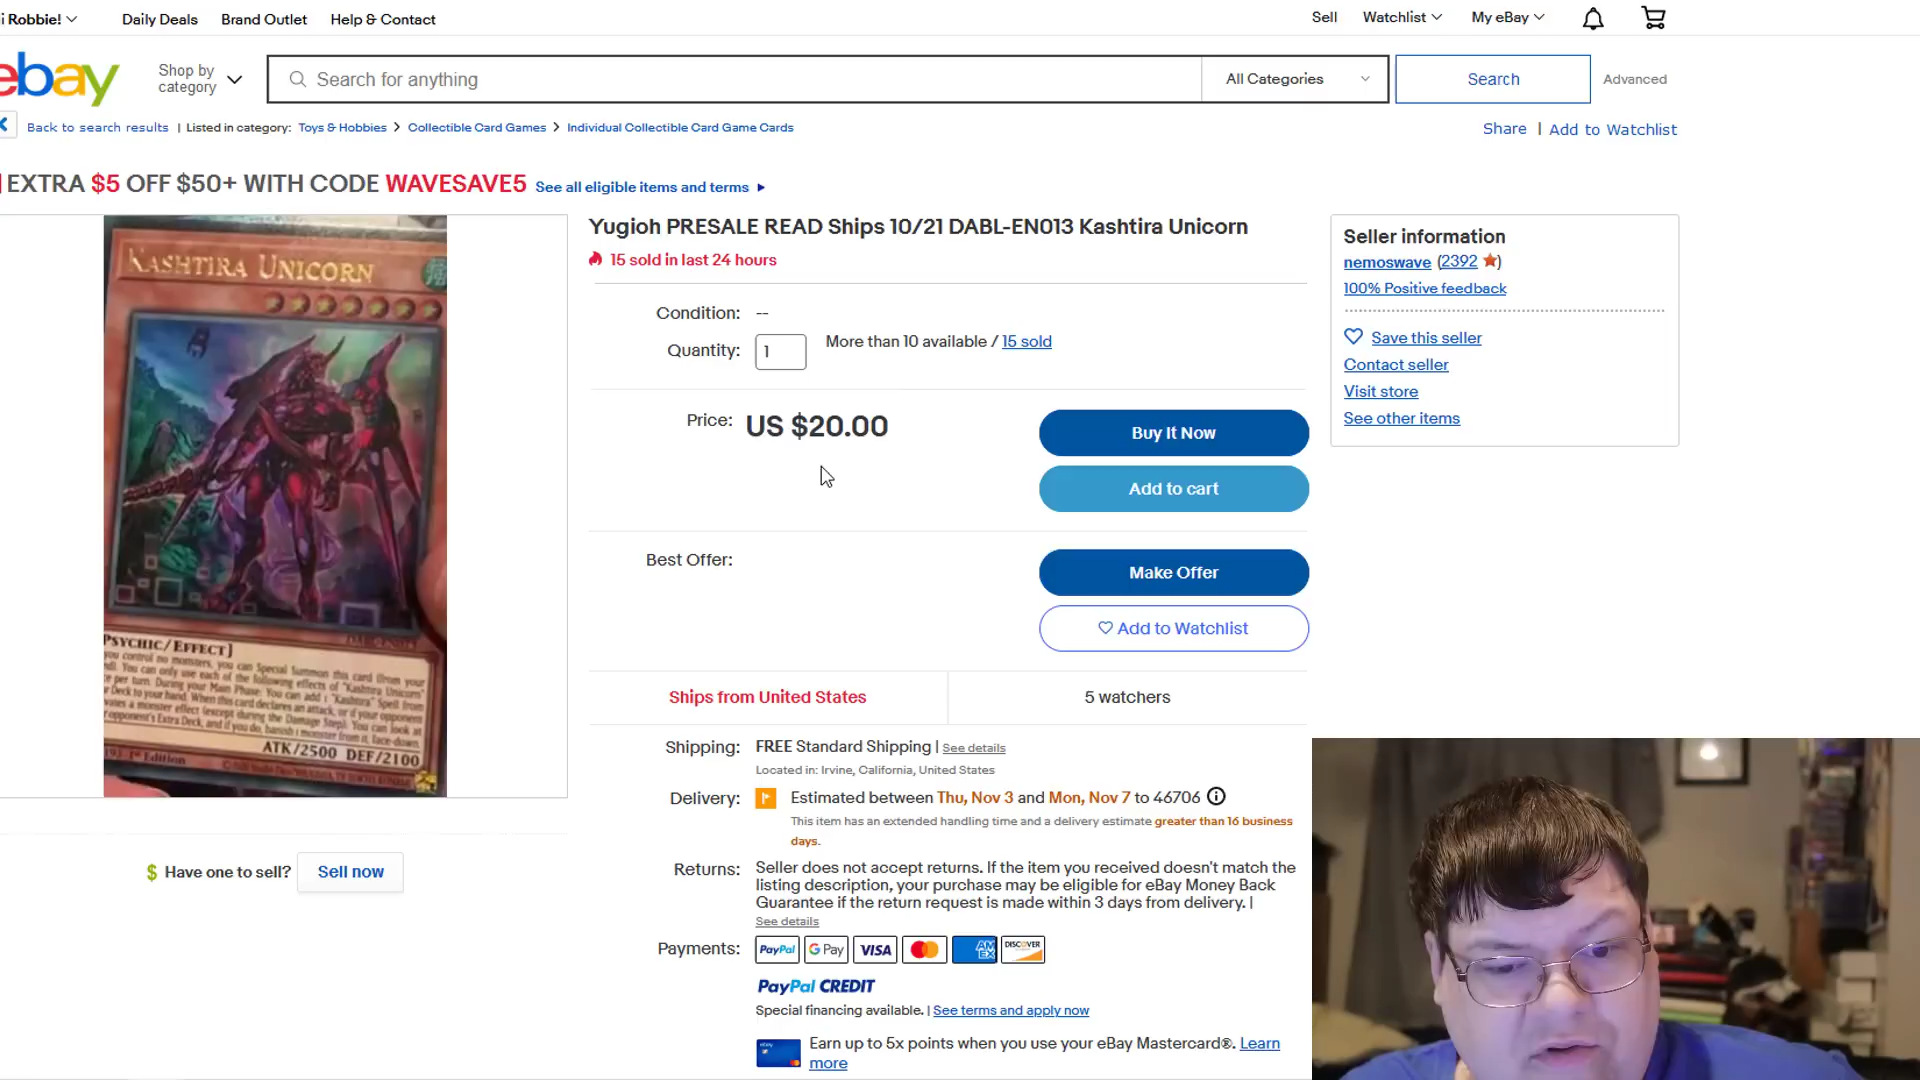 i Robbie!
Daily Deals
Brand Outlet
Help & Contact
Sell
Watchlist
My eBay
ebay
Shop by category
Search for anything
All Categories
Search
Advanced
Back to search results | Listed in category: Toys & Hobbies > Collectible Card Games > Individual Collectible Card Game Cards
Share | Add to Watchlist
EXTRA $5 OFF $50+ WITH CODE WAVESAVE5 See all eligible items and terms
KASHTIRA UNICORN
PSYCHIC/EFFECT]
ATK/2500 DEF/2100
1st Edition
Have one to sell?
Sell now
Yugioh PRESALE READ Ships 10/21 DABL-EN013 Kashtira Unicorn
15 sold in last 24 hours
Condition: --
Quantity: 1
More than 10 available / 15 sold
Price: US $20.00
Buy It Now
Add to cart
Best Offer:
Make Offer
Add to Watchlist
Ships from United States
5 watchers
Shipping: FREE Standard Shipping | See details
Located in: Irvine, California, United States
Delivery: Estimated between Thu, Nov 3 and Mon, Nov 7 to 46706
This item has an extended handling time and a delivery estimate greater than 16 business
days.
Returns: Seller does not accept returns. If the item you received doesn't match the
listing description, your purchase may be eligible for eBay Money Back
Guarantee if the return request is made within 3 days from delivery. |
See details
Payments: PayPal G Pay VISA AM EX DISCOVER
PayPal CREDIT
Special financing available. | See terms and apply now
Earn up to 5x points when you use your eBay Mastercard®. Learn
more
Seller information
nemoswave (2392)
100% Positive feedback
Save this seller
Contact seller
Visit store
See other items